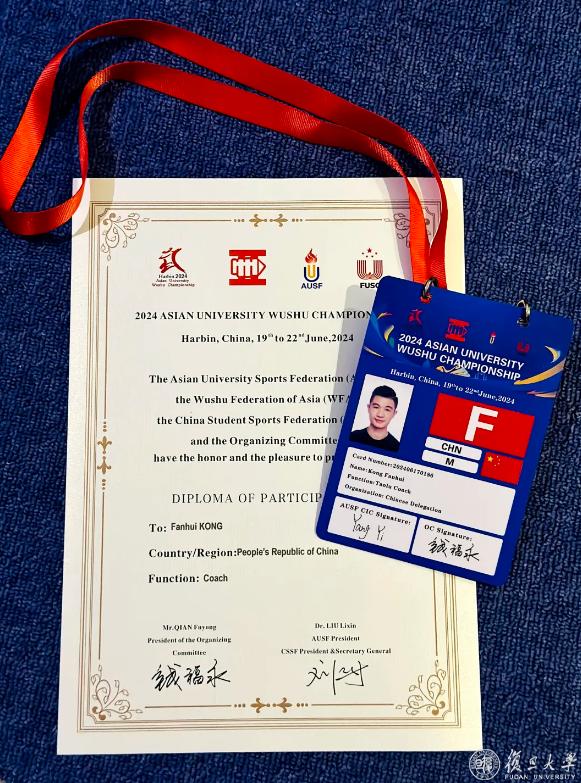 武
Harbin 2024
Asian University
Wushu Championship
AUSF
FUSC
2024 ASIAN UNIVERSITY WUSHU CHAMPION
Harbin, China, 19th to 22nd June,2024
The Asian University Sports Federation (A
the Wushu Federation of Asia (WFA
the China Student Sports Federation (
and the Organizing Committe
have the honor and the pleasure to p
DIPLOMA OF PARTICIP
To: Fanhui KONG
Country/Region:People's Republic of China
Function: Coach
Mr.QIAN Fuyong
President of the Organizing
Committee
钱福永
Dr. LIU Lixin
AUSF President
CSSF President &Secretary General
2024 ASIAN UNIVERSITY
WUSHU CHAMPIONSHIP
Harbin, China, 19th to 22nd June,2024
F
CHN
M
Card Number:202406170186
Name:Kong Fanhui
Function:Taolu Coach
Organization:Chinese Delegation
AUSF CIC Signature:
Yang Yi
OC Signature:
钱福永
復旦大學
FUDAN UNIVERSITY